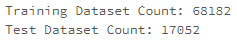 Training Dataset Count: 68182
Test Dataset Count: 17052